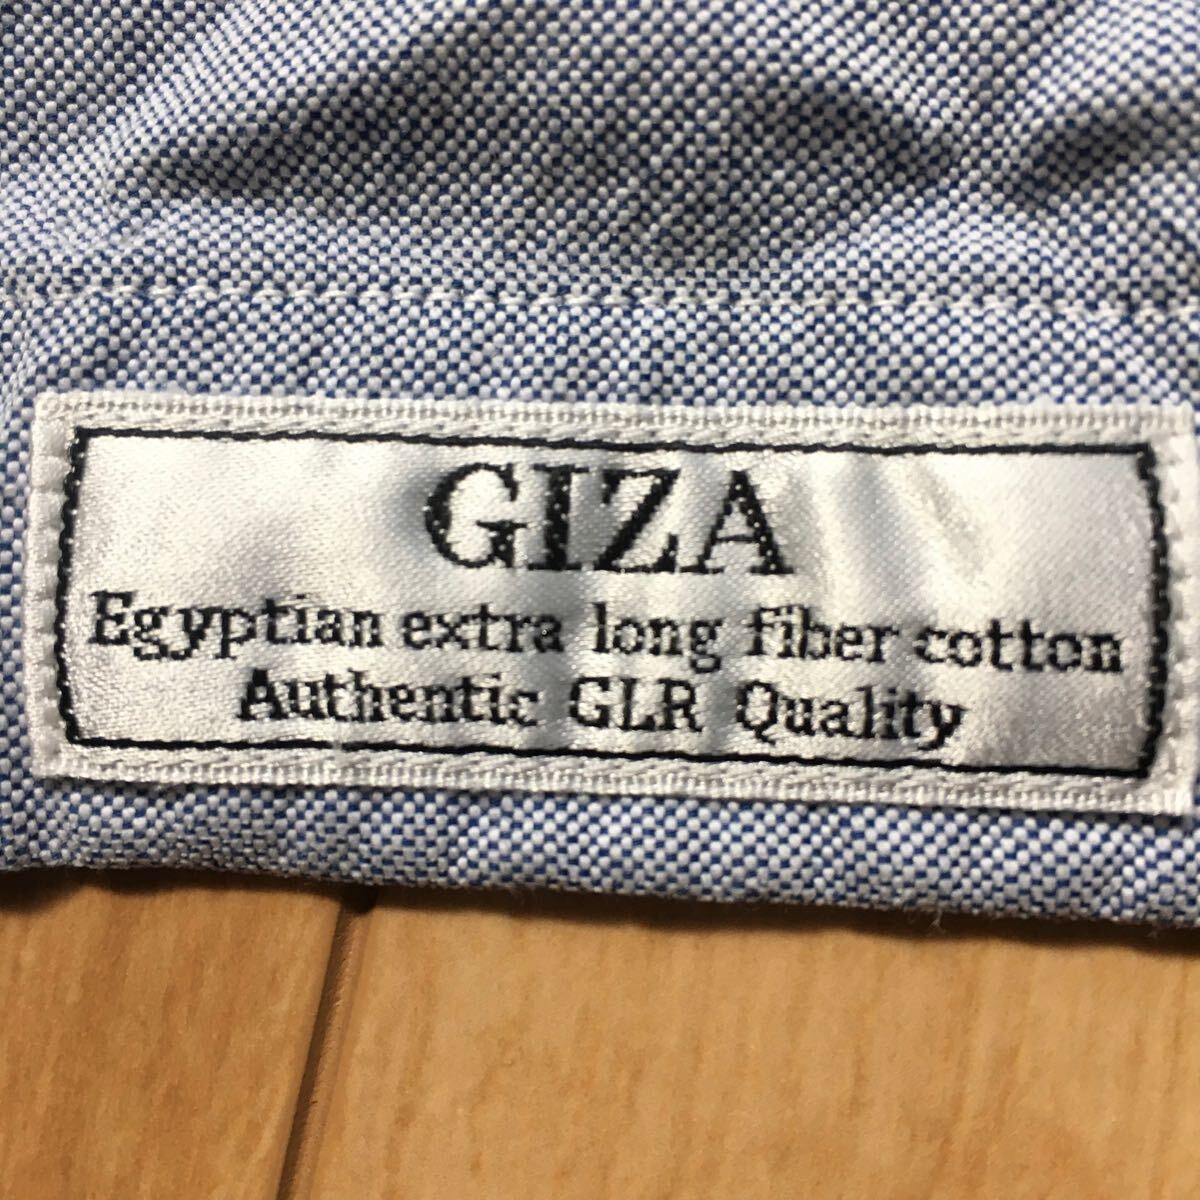 GIZA
Egyptian extra long fiber cotton
Authentic GLR Quality